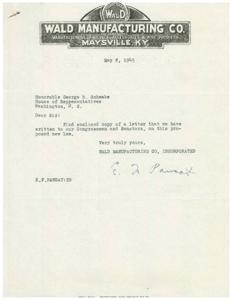 WALD
WALD MANUFACTURING CO.
MAYSVILLE, KY.
May 8, 1945
Honorable George B. Schwabe
House of Representatives
Washington, D. C.
Dear Sir:
Find enclosed copy of a letter that we have
written to our Congressmen and Senators, on this pro-
posed new law.
Very truly yours,
WALD MANUFACTURING CO, INCORPORATED